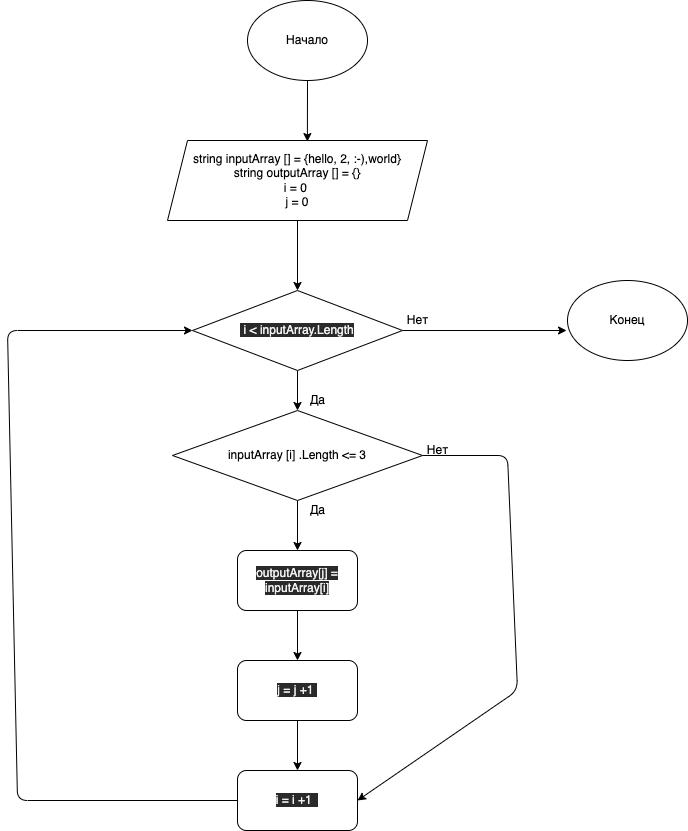 Начало
string inputArray [] = {hello, 2, :-),world}
string outputArray [] = {}
i = 0
j = 0
i < inputArray.Length
Нет
Конец
Да
inputArray [i] .Length <= 3
Нет
Да
outputArray[j] =
inputArray[i]
j = j +1
i = i +1